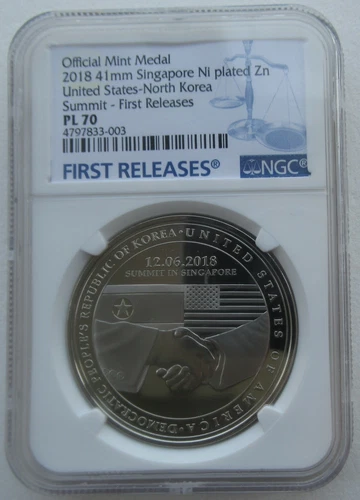 Official Mint Medal
2018 41mm Singapore Ni plated Zn
United States-North Korea
Summit - First Releases
PL 70
4797833-003
FIRST RELEASES®
NGC®
DEMOCRATIC PEOPLE'S REPUBLIC OF KOREA • UNITED STATES OF AMERICA •
12.06.2018
SUMMIT IN SINGAPORE